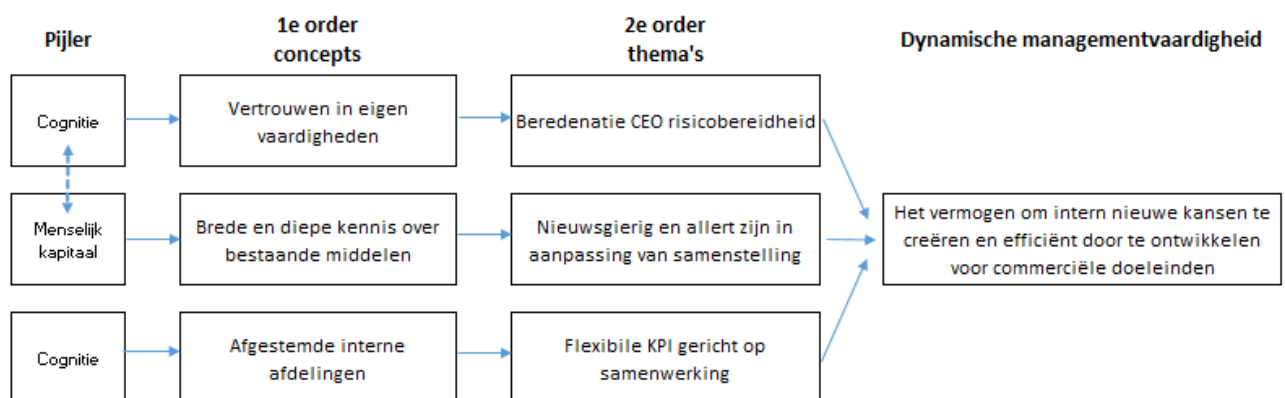 Pijler
1e order
concepts
2e order
thema's
Dynamische managementvaardigheid
Cognitie
Vertrouwen in eigen
vaardigheden
Beredenatie CEO risicobereidheid
Menselijk
kapitaal
Brede en diepe kennis over
bestaande middelen
Nieuwsgierig en allert zijn in
aanpassing van samenstelling
Het vermogen om intern nieuwe kansen te
creëren en efficiënt door te ontwikkelen
voor commerciële doeleinden
Cognitie
Afgestemde interne
afdelingen
Flexibile KPI gericht op
samenwerking